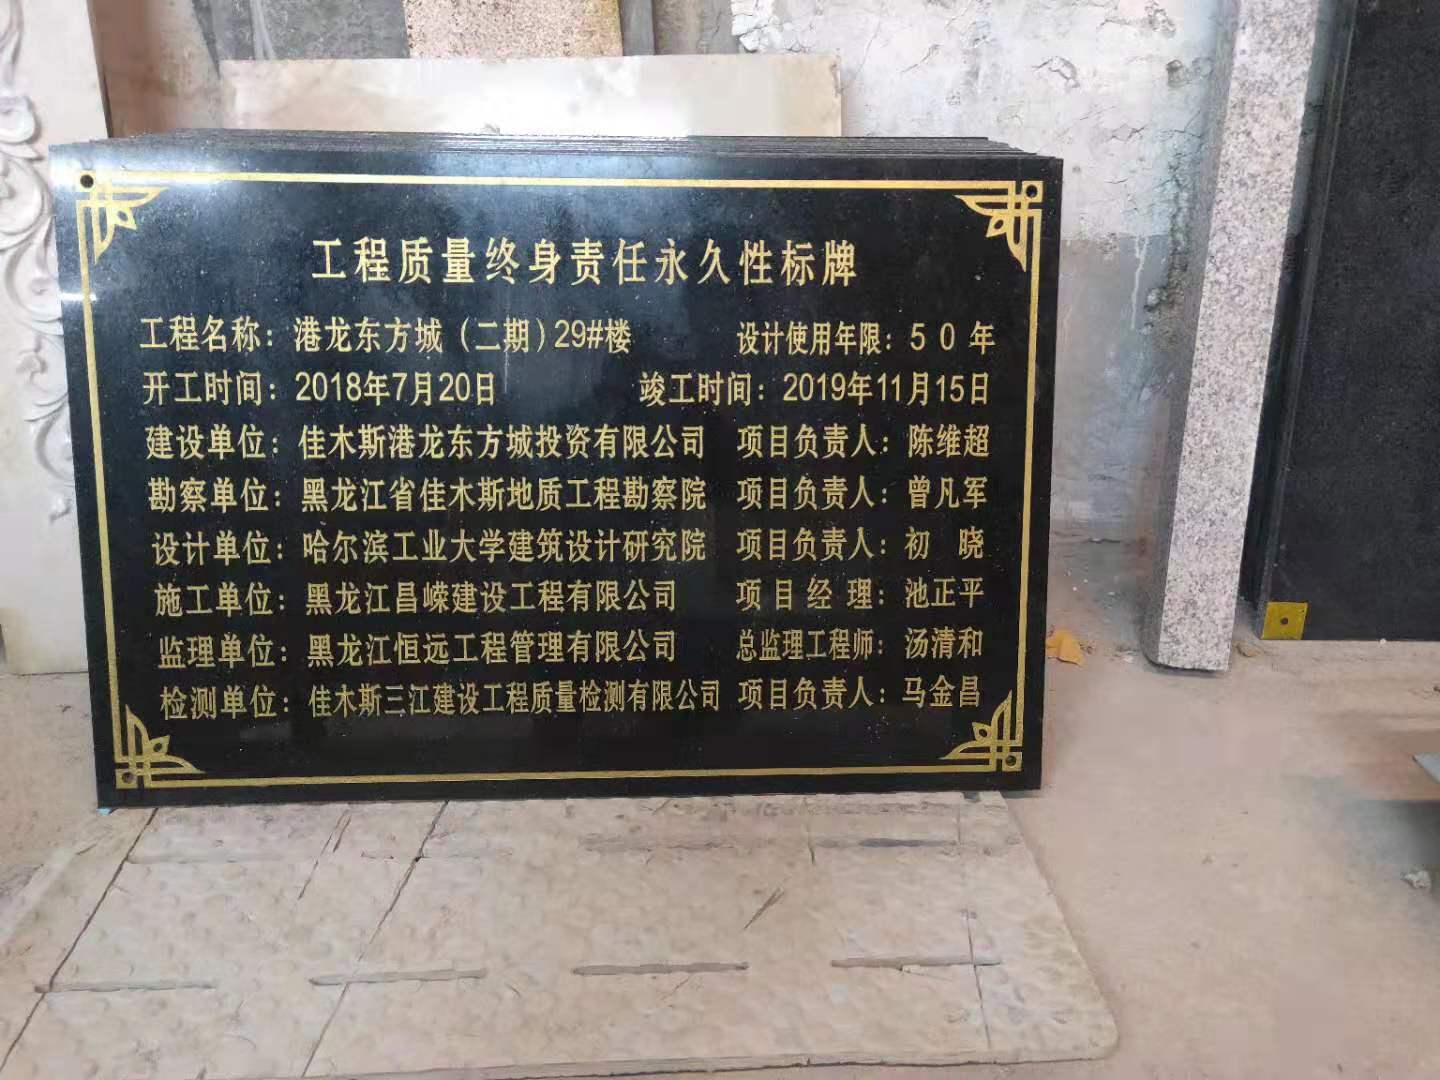 工程质量终身责任永久性标牌
工程名称：港龙东方城（二期）29#楼 设计使用年限：50年
开工时间：2018年7月20日 竣工时间：2019年11月15日
建设单位：佳木斯港龙东方城投资有限公司 项目负责人：陈维超
勘察单位：黑龙江省佳木斯地质工程勘察院 项目负责人：曾凡军
设计单位：哈尔滨工业大学建筑设计研究院 项目负责人：初 晓
施工单位：黑龙江昌嵘建设工程有限公司 项目经理：池正平
监理单位：黑龙江恒远工程管理有限公司 总监理工程师：汤清和
检测单位：佳木斯三江建设工程质量检测有限公司 项目负责人：马金昌